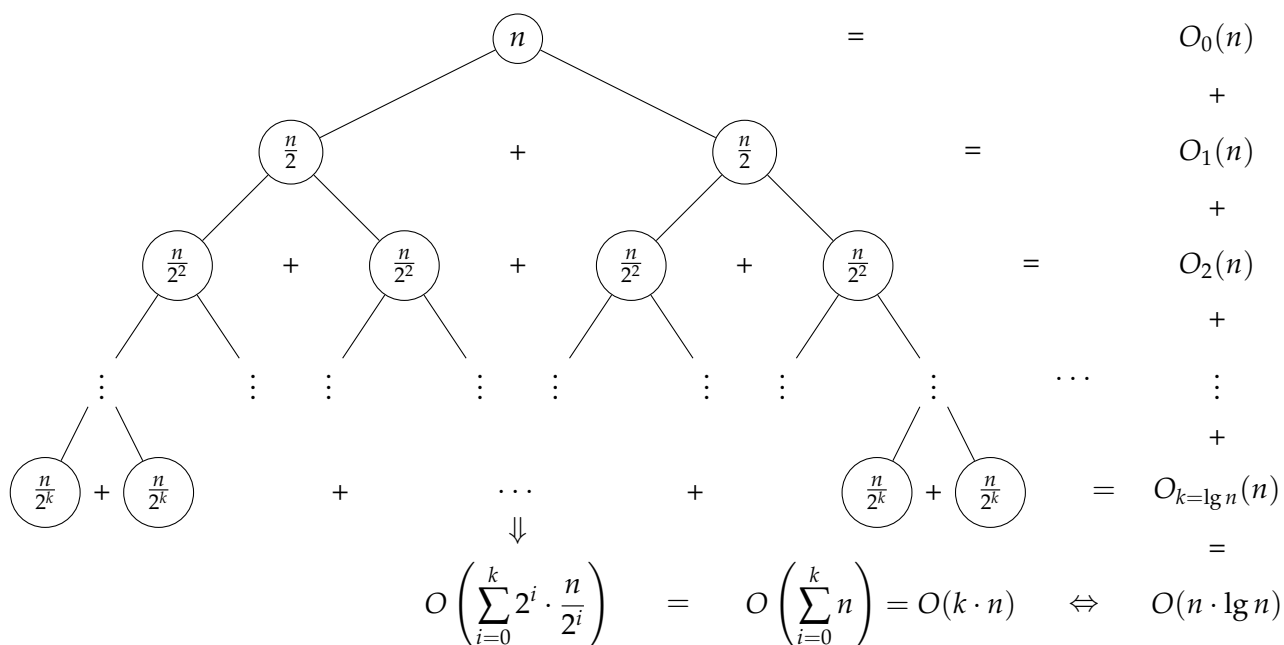 n = O_0(n)
+
n/2 + n/2 = O_1(n)
+
n/2^2 + n/2^2 + n/2^2 + n/2^2 = O_2(n)
+
⋮ ⋮ ⋮ ⋮ ⋮ ⋮ ⋮ ⋮ ⋯ ⋮
+
n/2^k + n/2^k + ⋯ + n/2^k + n/2^k = O_{k=lg n}(n)
⇓ =
O(∑_{i=0}^{k} 2^i · n/2^i) = O(∑_{i=0}^{k} n) = O(k · n) ⇔ O(n · lg n)